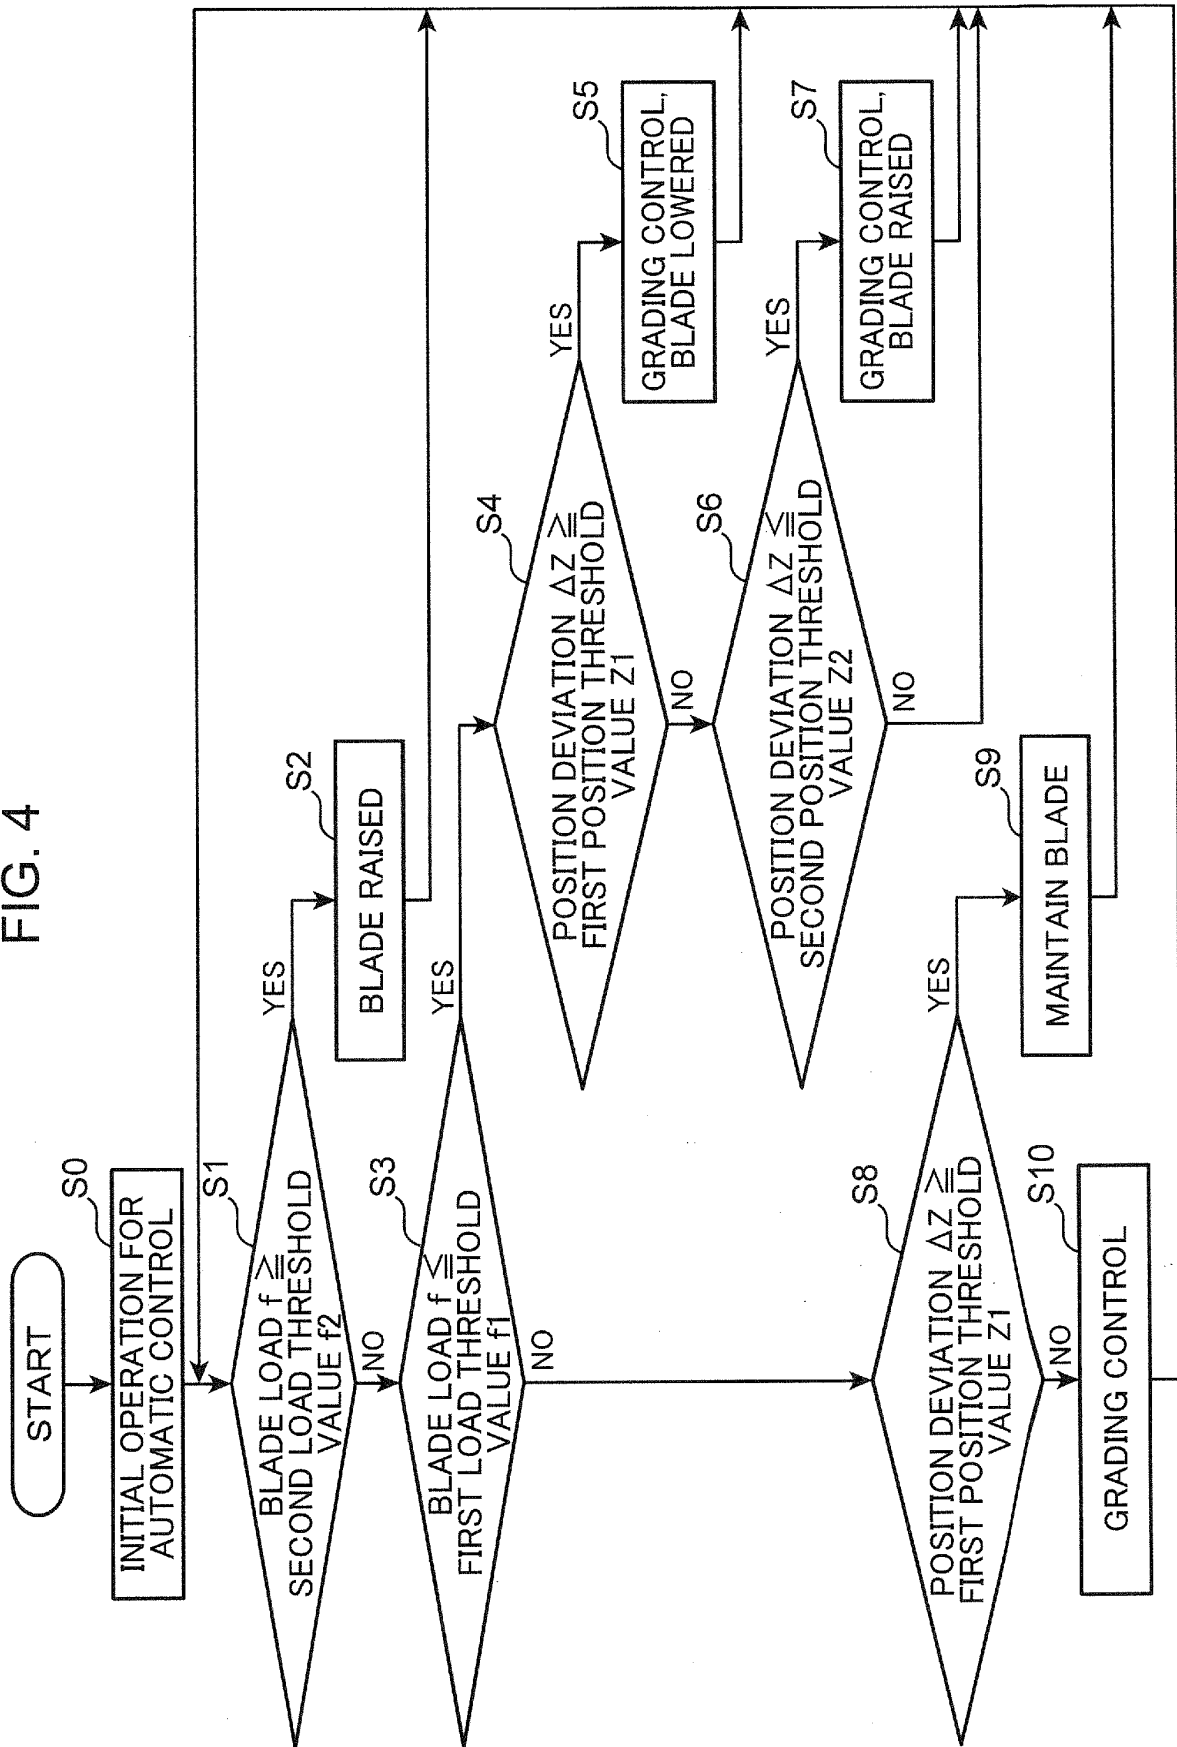 FIG. 4
START
S0
INITIAL OPERATION FOR
AUTOMATIC CONTROL
S1
BLADE LOAD f ≧
SECOND LOAD THRESHOLD
VALUE f2
YES
NO
S2
BLADE RAISED
S3
BLADE LOAD f ≦
FIRST LOAD THRESHOLD
VALUE f1
YES
NO
S4
POSITION DEVIATION ΔZ ≧
FIRST POSITION THRESHOLD
VALUE Z1
YES
NO
S5
GRADING CONTROL,
BLADE LOWERED
S6
POSITION DEVIATION ΔZ ≦
SECOND POSITION THRESHOLD
VALUE Z2
YES
NO
S7
GRADING CONTROL,
BLADE RAISED
S8
POSITION DEVIATION ΔZ ≧
FIRST POSITION THRESHOLD
VALUE Z1
YES
NO
S9
MAINTAIN BLADE
S10
GRADING CONTROL